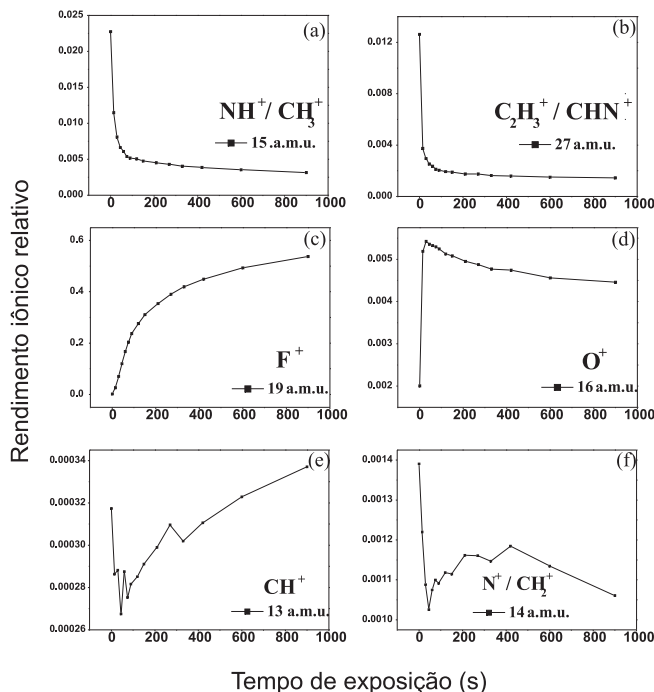 Rendimento iônico relativo
(a)
0.025
0.020
0.015
0.010
0.005
0.000
NH⁺/ CH₃⁺
15.a.m.u.
0 200 400 600 800 1000
(b)
0.012
0.008
0.004
0.000
C₂H₃⁺ / CHN⁺
27 a.m.u.
0 200 400 600 800 1000
(c)
0.6
0.4
0.2
0.0
F⁺
19 a.m.u.
0 200 400 600 800 1000
(d)
0.005
0.004
0.003
0.002
O⁺
16 a.m.u.
0 200 400 600 800 1000
(e)
0.00034
0.00032
0.00030
0.00028
0.00026
CH⁺
13 a.m.u.
0 200 400 600 800 1000
(f)
0.0014
0.0013
0.0012
0.0011
0.0010
N⁺ / CH₂⁺
14 a.m.u.
0 200 400 600 800 1000
Tempo de exposição (s)